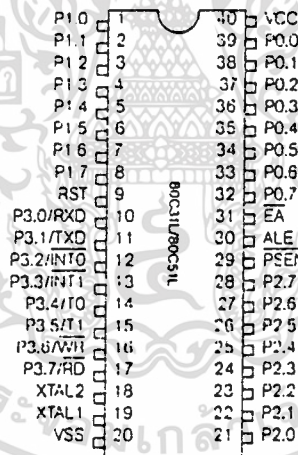 P1.0 1 40 VCC
P1.1 2 39 P0.0
P1.2 3 38 P0.1
P1.3 4 37 P0.2
P1.4 5 36 P0.3
P1.5 6 35 P0.4
P1.6 7 34 P0.5
P1.7 8 33 P0.6
RST 9 32 P0.7
P3.0/RXD 10 31 EA
P3.1/TXD 11 30 ALE
P3.2/INT0 12 29 PSEN
P3.3/INT1 13 28 P2.7
P3.4/T0 14 27 P2.6
P3.5/T1 15 26 P2.5
P3.6/WR 16 25 P2.4
P3.7/RD 17 24 P2.3
XTAL2 18 23 P2.2
XTAL1 19 22 P2.1
VSS 20 21 P2.0
80C31L/80C51L